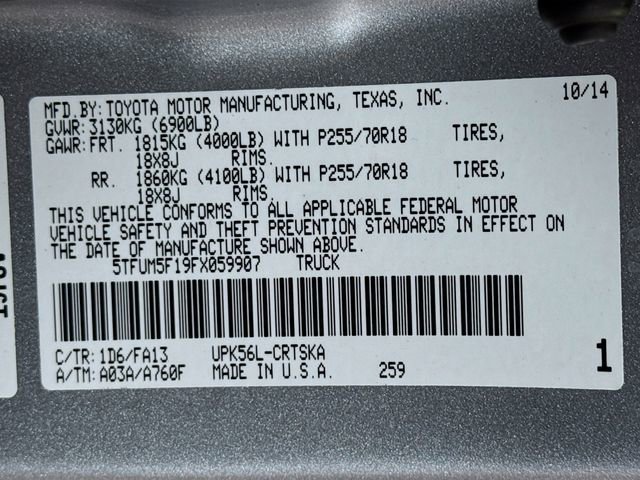 MFD.BY: TOYOTA MOTOR MANUFACTURING, TEXAS, INC. 10/14
GVWR: 3130KG (6900LB)
GAWR: FRT. 1815KG (4000LB) WITH P255/70R18 TIRES,
18X8J RIMS.
RR. 1860KG (4100LB) WITH P255/70R18 TIRES,
18X8J RIMS.
THIS VEHICLE CONFORMS TO ALL APPLICABLE FEDERAL MOTOR
VEHICLE SAFETY AND THEFT PREVENTION STANDARDS IN EFFECT ON
THE DATE OF MANUFACTURE SHOWN ABOVE.
5TFUM5F19FX059907 TRUCK
C/TR: 1D6/FA13 UPK56L-CRTSKA
A/TM: A03A/A760F MADE IN U.S.A. 259 1